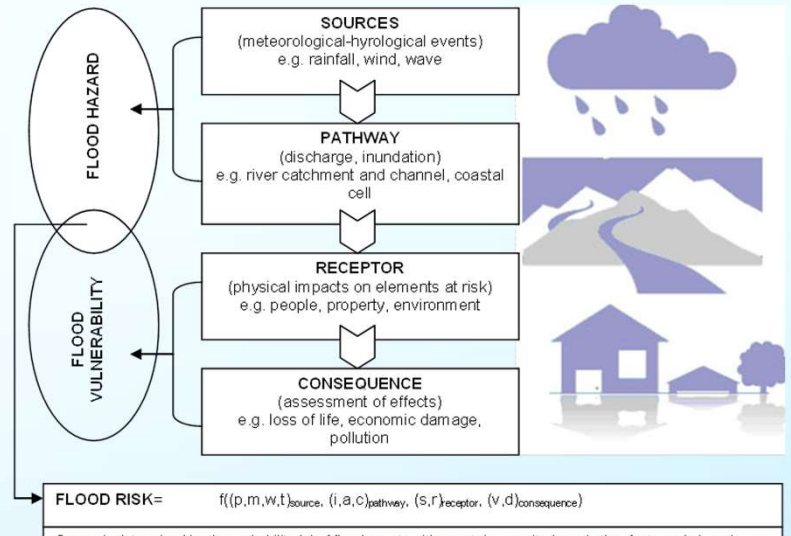 SOURCES
(meteorological-hyrological events)
e.g. rainfall, wind, wave
FLOOD HAZARD
PATHWAY
(discharge, inundation)
e.g. river catchment and channel, coastal
cell
RECEPTOR
(physical impacts on elements at risk)
e.g. people, property, environment
FLOOD
VULNERABILITY
CONSEQUENCE
(assessment of effects)
e.g. loss of life, economic damage,
pollution
FLOOD RISK= f((p,m,w,t)source, (i,a,c)pathway, (s,r)receptor, (v,d)consequence)